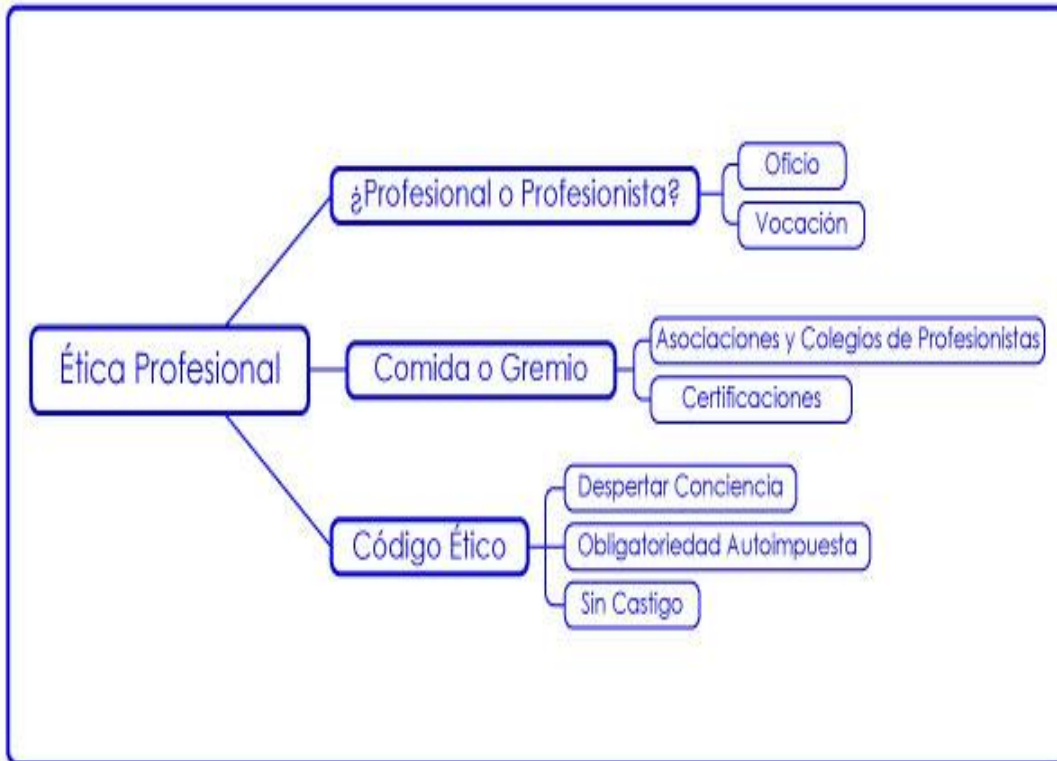 Ética Profesional
¿Profesional o Profesionista?
Oficio
Vocación
Comida o Gremio
Asociaciones y Colegios de Profesionistas
Certificaciones
Código Ético
Despertar Conciencia
Obligatoriedad Autoimpuesta
Sin Castigo